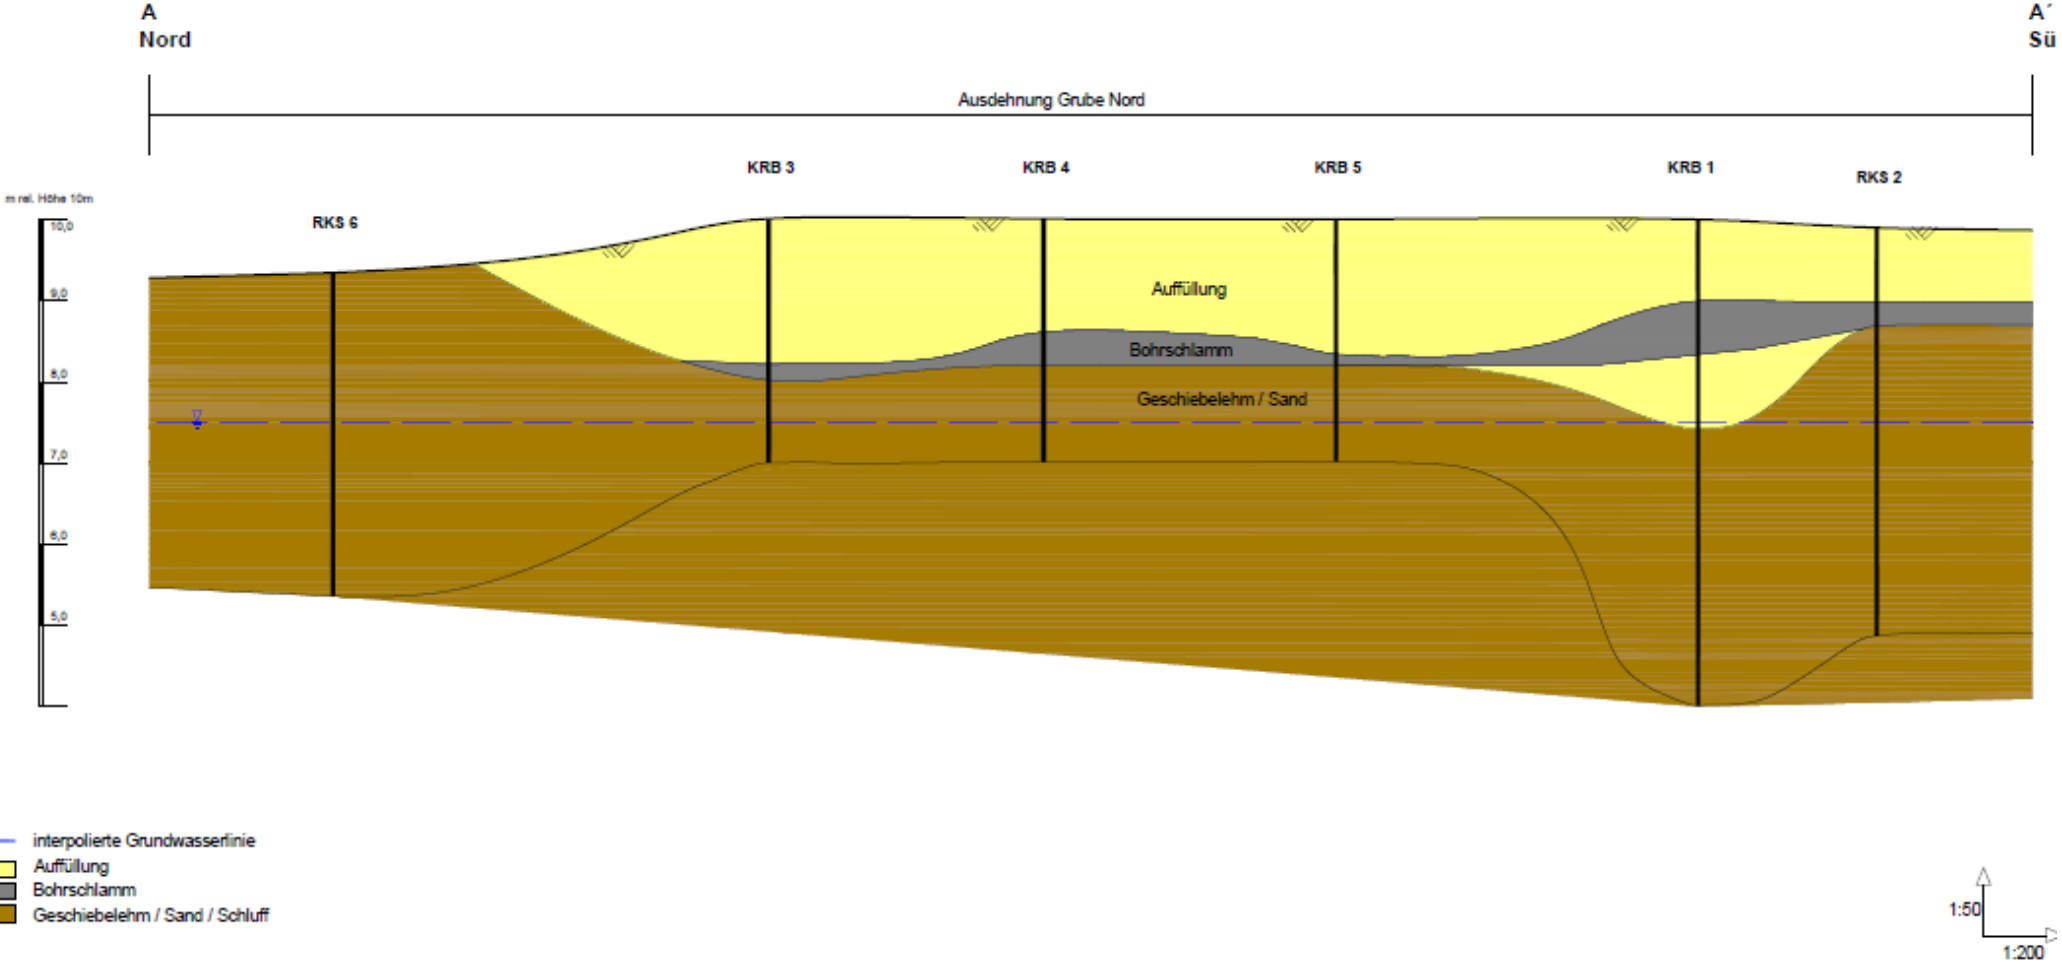 A
Nord
A´
Sü
Ausdehnung Grube Nord
KRB 3
KRB 4
KRB 5
KRB 1
RKS 2
m rel. Höhe 10m
RKS 6
10,0
9,0
8,0
7,0
6,0
5,0
Auffüllung
Bohrschlamm
Geschiebelehm / Sand
interpolierte Grundwasserlinie
Auffüllung
Bohrschlamm
Geschiebelehm / Sand / Schluff
1:50
1:200